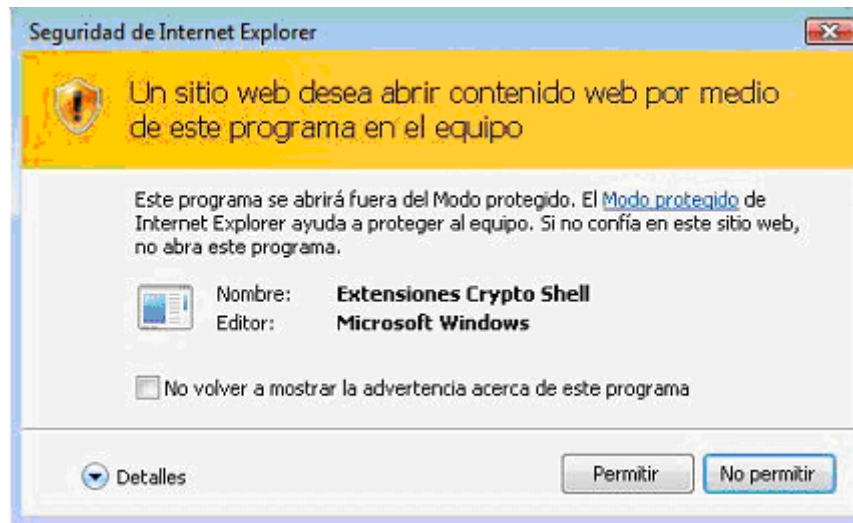 Seguridad de Internet Explorer
Un sitio web desea abrir contenido web por medio
de este programa en el equipo
Este programa se abrirá fuera del Modo protegido. El Modo protegido de
Internet Explorer ayuda a proteger al equipo. Si no confía en este sitio web,
no abra este programa.
Nombre: Extensiones Crypto Shell
Editor: Microsoft Windows
No volver a mostrar la advertencia acerca de este programa
Detalles Permitir No permitir